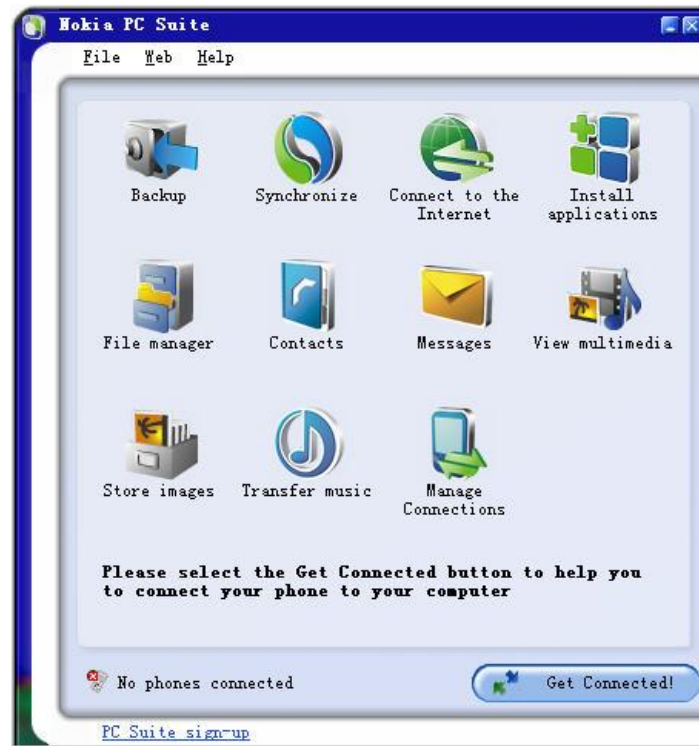 Nokia PC Suite
File Web Help
Backup
Synchronize
Connect to the
Internet
Install
applications
File manager
Contacts
Messages
View multimedia
Store images
Transfer music
Manage
Connections
Please select the Get Connected button to help you
to connect your phone to your computer
No phones connected
Get Connected!
PC Suite sign-up